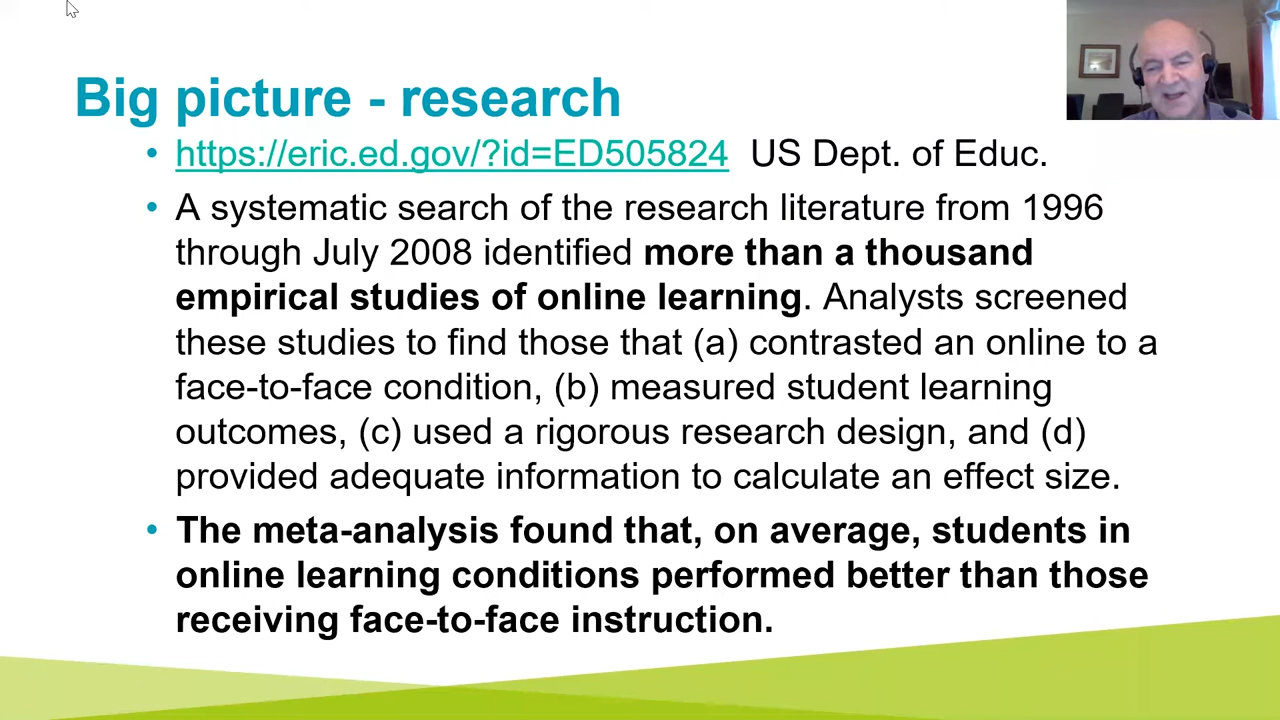 Big picture - research
• https://eric.ed.gov/?id=ED505824 US Dept. of Educ.
• A systematic search of the research literature from 1996
through July 2008 identified more than a thousand
empirical studies of online learning. Analysts screened
these studies to find those that (a) contrasted an online to a
face-to-face condition, (b) measured student learning
outcomes, (c) used a rigorous research design, and (d)
provided adequate information to calculate an effect size.
• The meta-analysis found that, on average, students in
online learning conditions performed better than those
receiving face-to-face instruction.